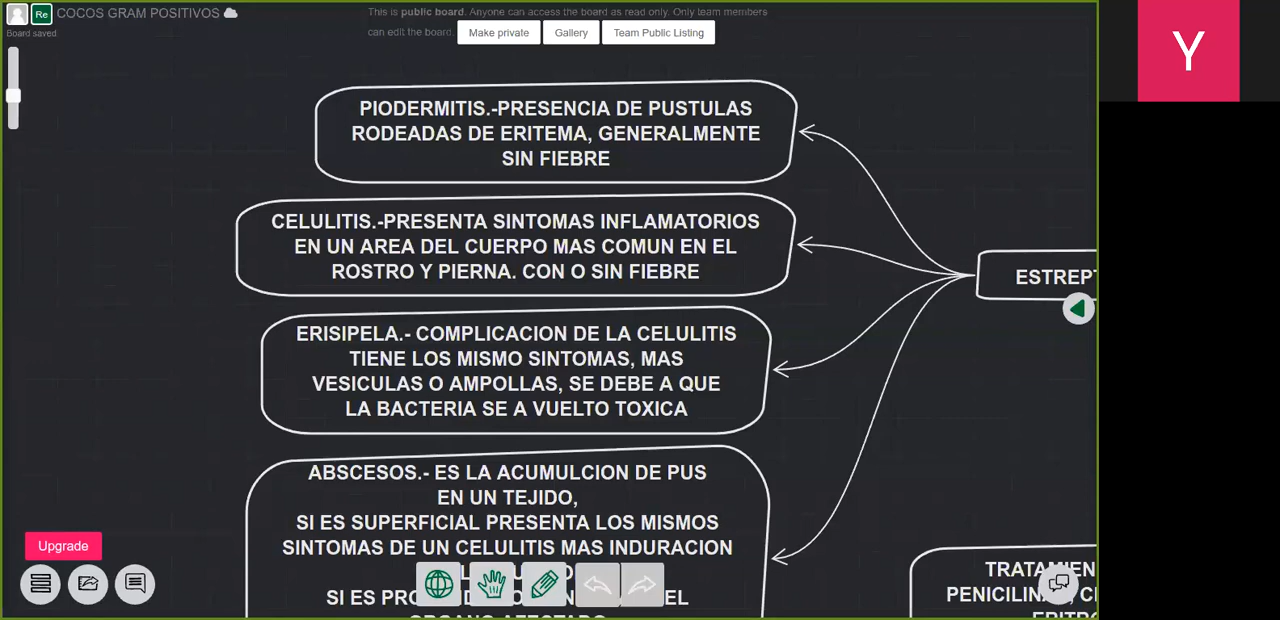 Re COCOS GRAM POSITIVOS
Board saved
This is public board. Anyone can access the board as read only. Only team members
can edit the board. Make private Gallery Team Public Listing
Y
PIODERMITIS.-PRESENCIA DE PUSTULAS
RODEADAS DE ERITEMA, GENERALMENTE
SIN FIEBRE
CELULITIS.-PRESENTA SINTOMAS INFLAMATORIOS
EN UN AREA DEL CUERPO MAS COMUN EN EL
ROSTRO Y PIERNA. CON O SIN FIEBRE
ESTREPT
ERISIPELA.- COMPLICACION DE LA CELULITIS
TIENE LOS MISMO SINTOMAS, MAS
VESICULAS O AMPOLLAS, SE DEBE A QUE
LA BACTERIA SE A VUELTO TOXICA
ABSCESOS.- ES LA ACUMULCION DE PUS
EN UN TEJIDO,
SI ES SUPERFICIAL PRESENTA LOS MISMOS
SINTOMAS DE UN CELULITIS MAS INDURACION
SI ES EL
TRATAMIEN
PENICILIN
Upgrade